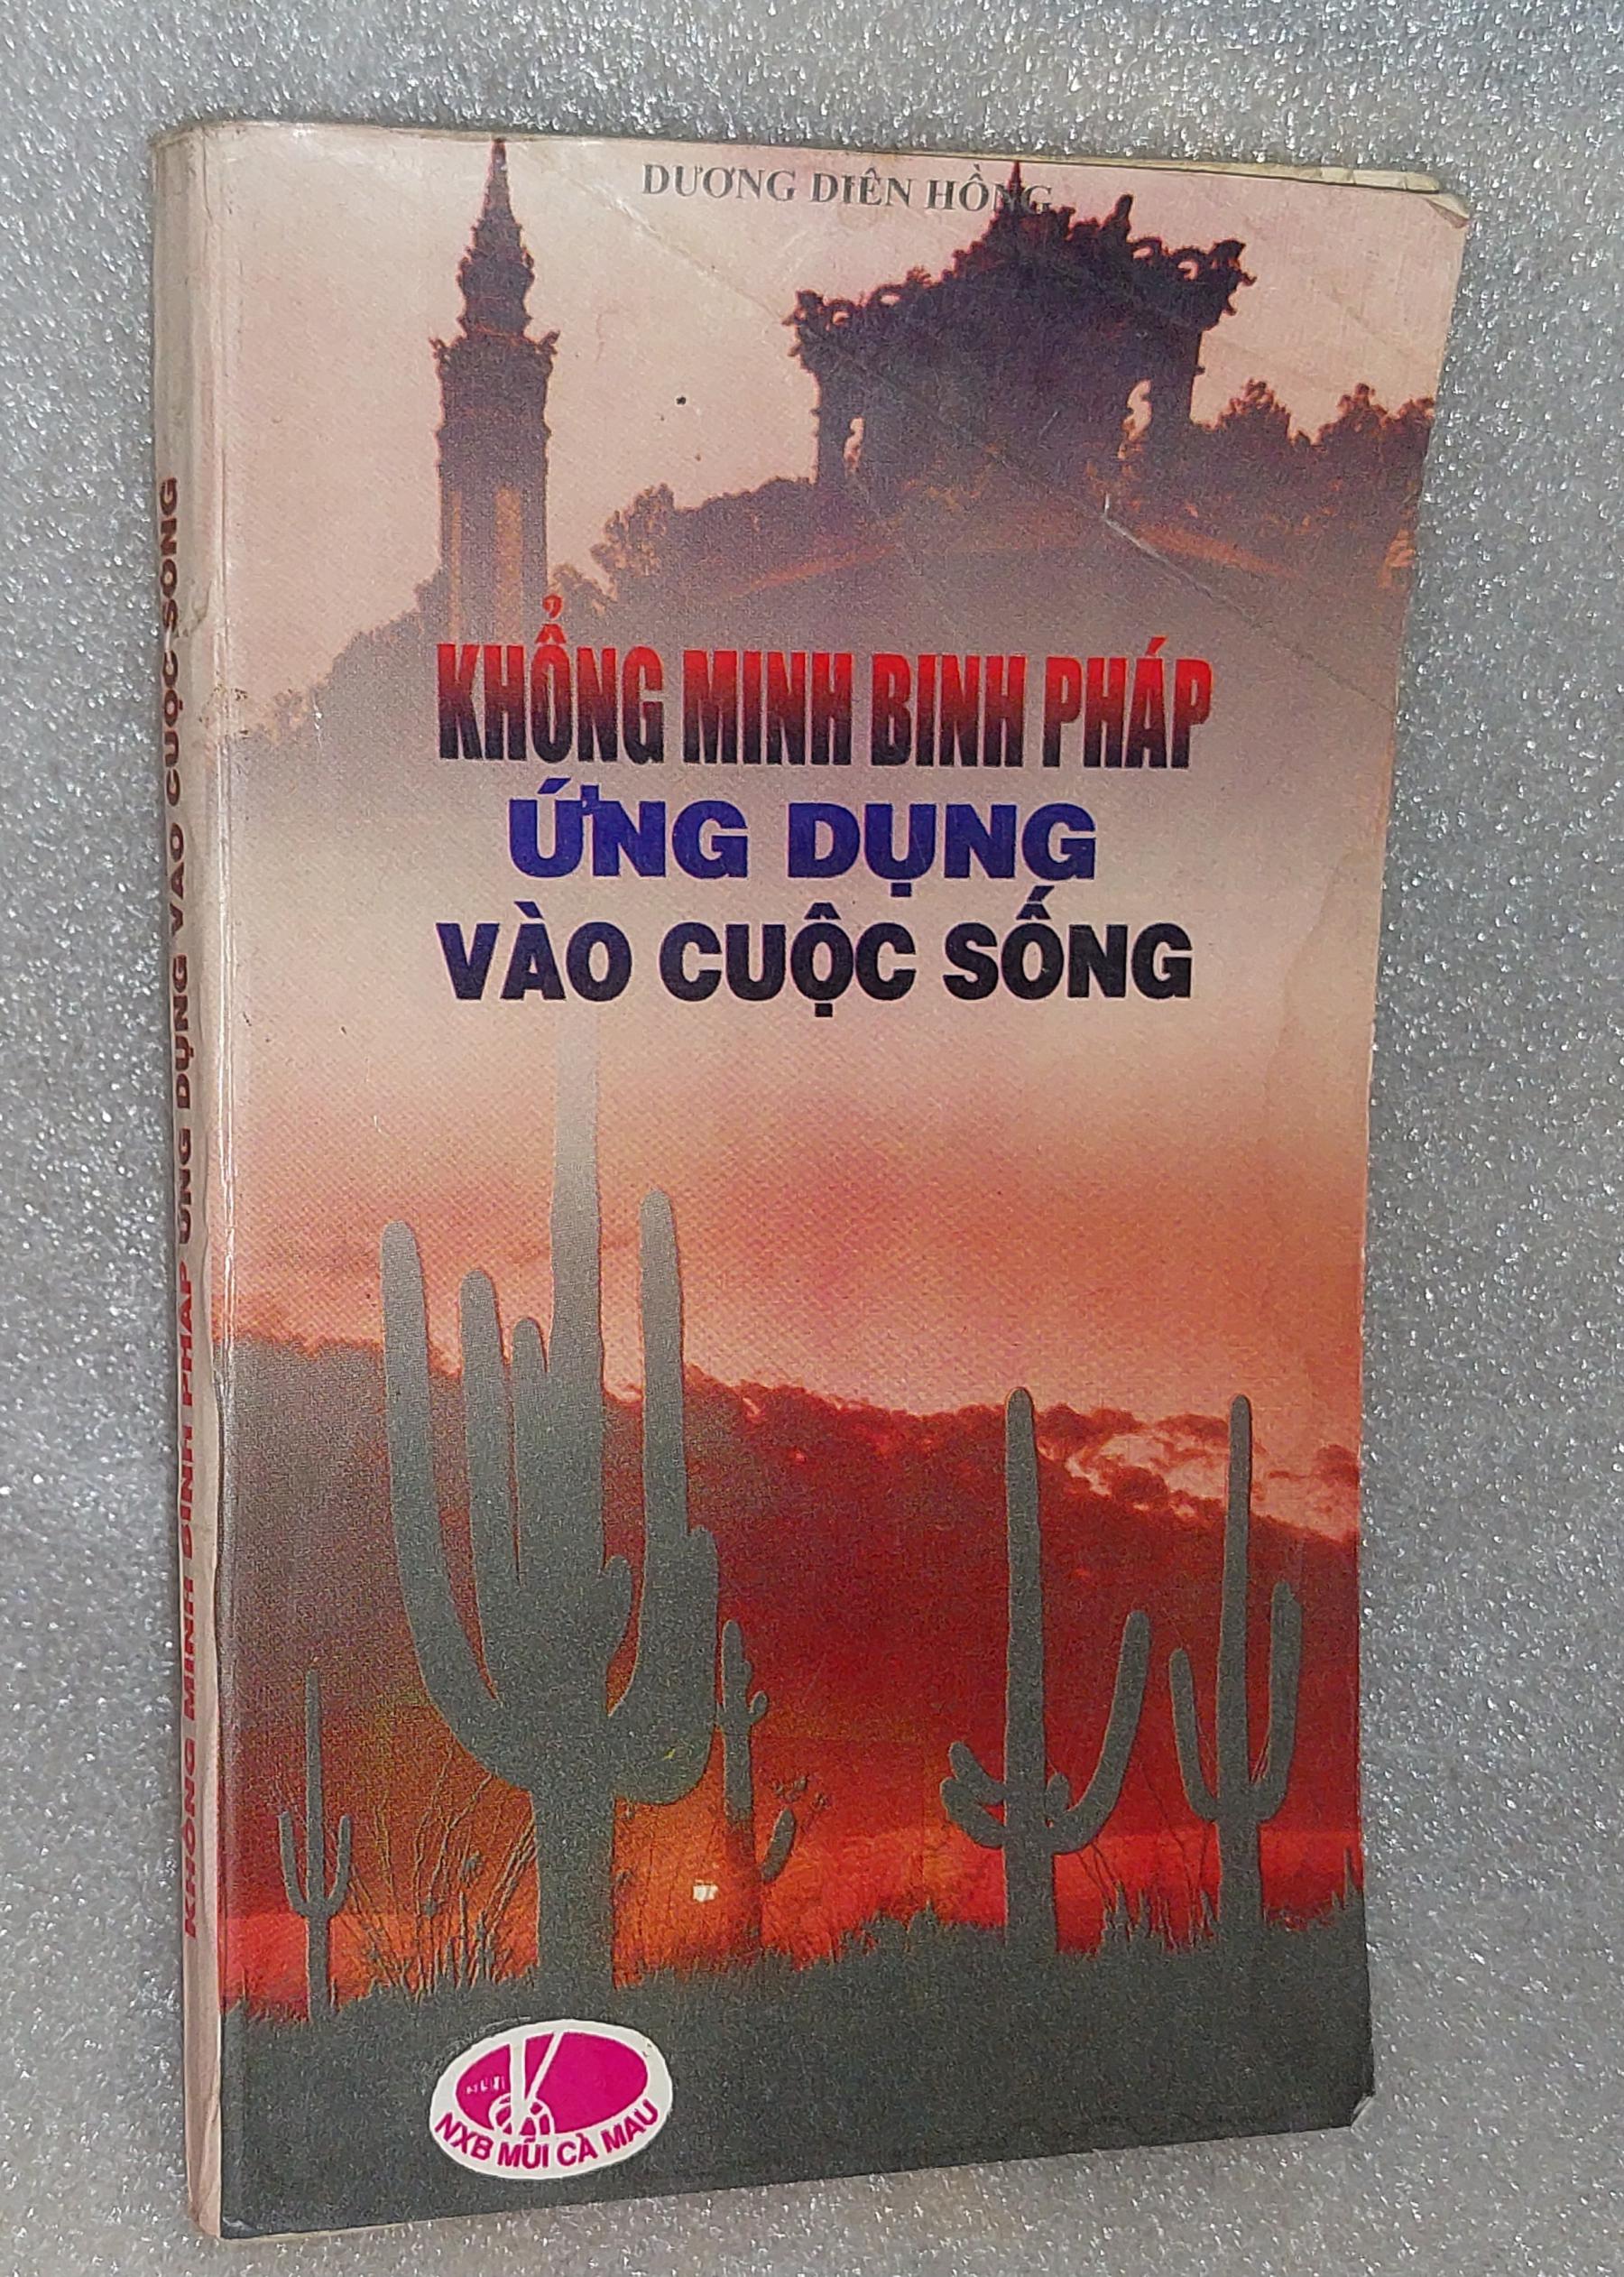 DƯƠNG DIÊN HỒNG
KHỔNG MINH BINH PHÁP
ỨNG DỤNG
VÀO CUỘC SỐNG
NXB MŨI CÀ MAU
KHỔNG MINH BINH PHÁP ỨNG DỤNG VÀO CUỘC SỐNG